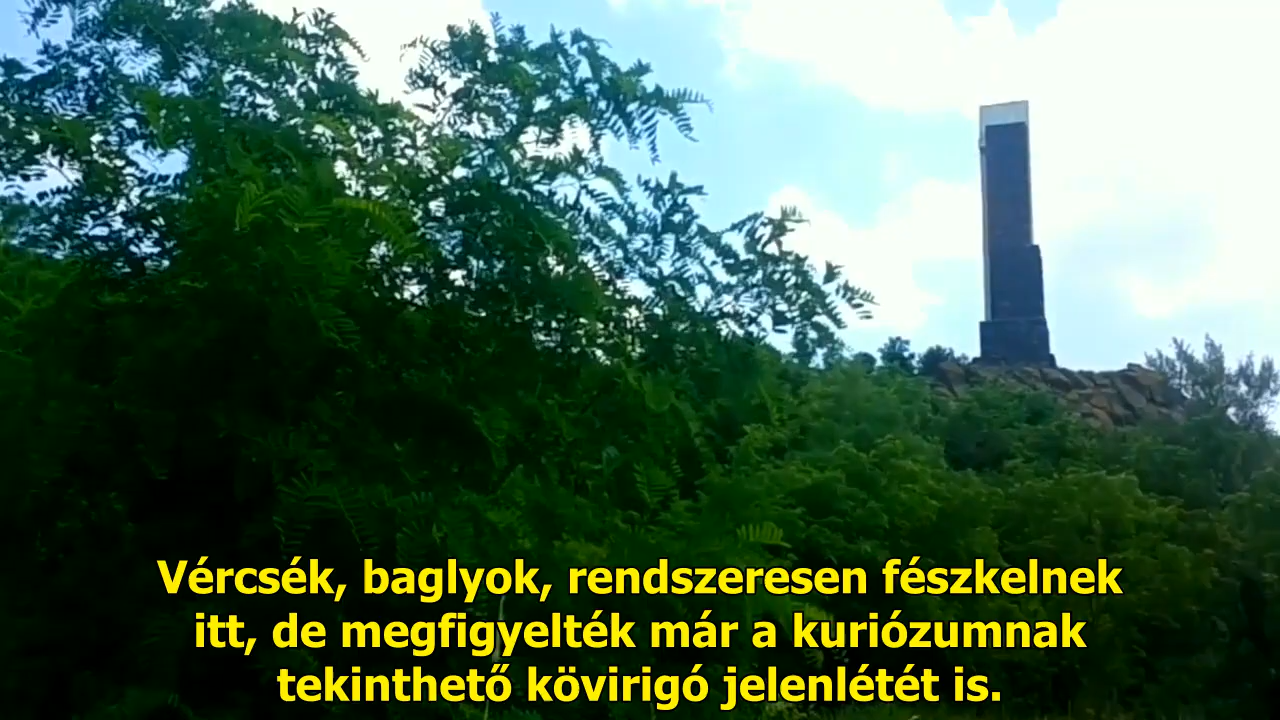 Vércsék, baglyok, rendszeresen fészkelnek
itt, de megfigyelték már a kuriózumnak
tekinthető kövirigó jelenlétét is.